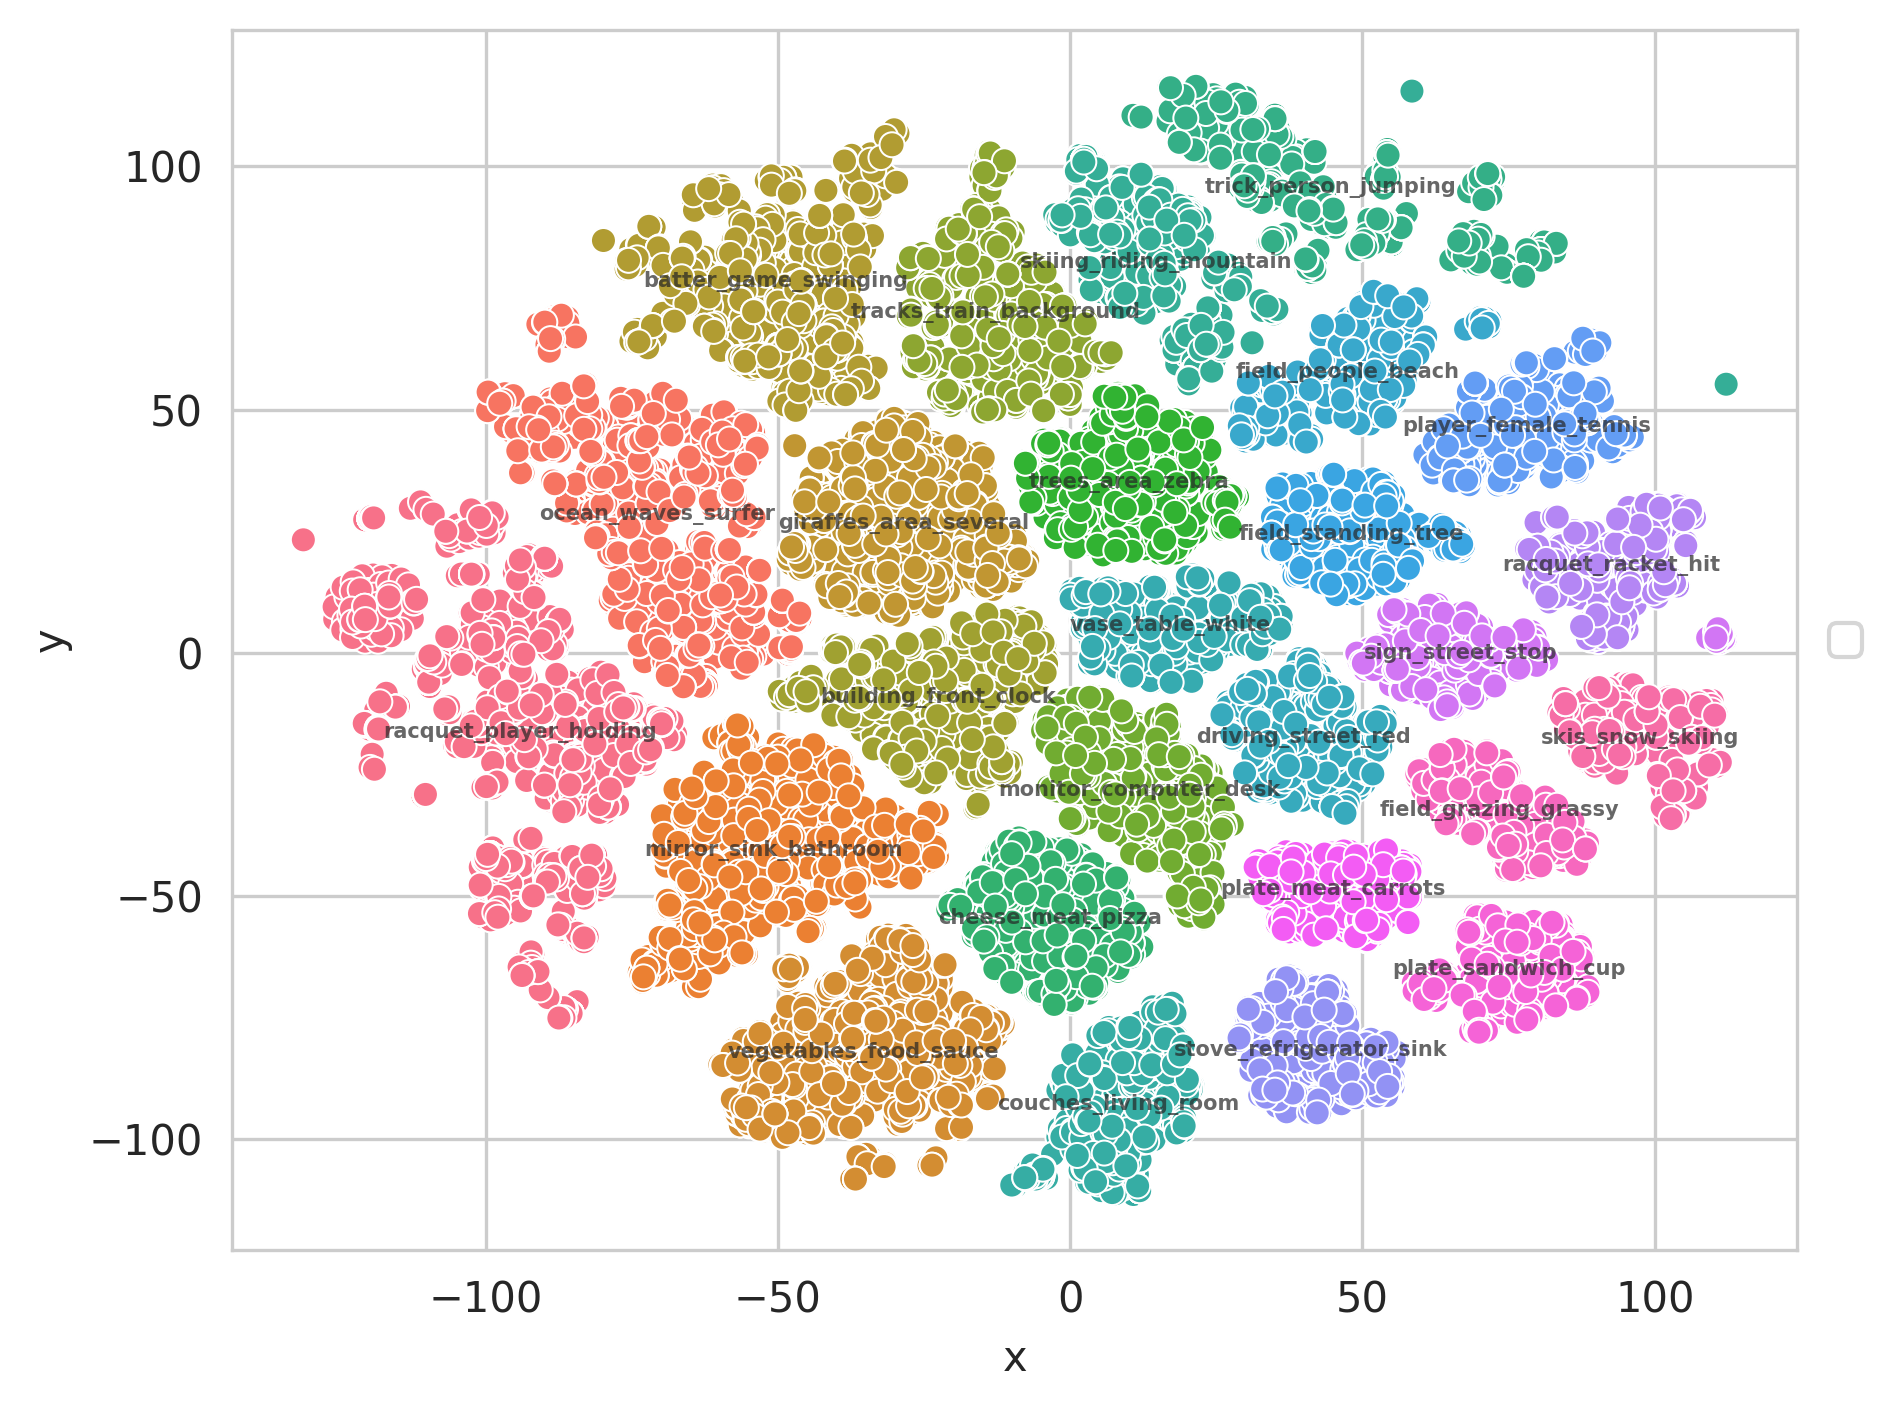 100
50
0
−50
−100
y
trick_person_jumping
skiing_riding_mountain
batter_game_swinging
tracks_train_background
field_people_beach
player_female_tennis
trees_area_zebra
ocean_waves_surfer
giraffes_area_several
field_standing_tree
racquet_racket_hit
vase_table_white
sign_street_stop
building_front_clock
racquet_player_holding
driving_street_red
skis_snow_skiing
monitor_computer_desk
field_grazing_grassy
mirror_sink_bathroom
plate_meat_carrots
cheese_meat_pizza
plate_sandwich_cup
vegetables_food_sauce
stove_refrigerator_sink
couches_living_room
−100 −50 0 50 100
x